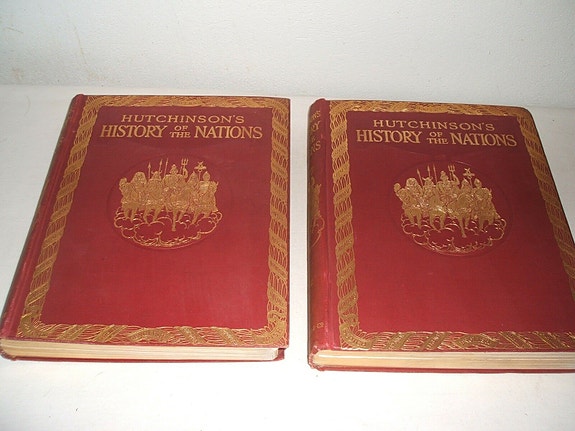 HUTCHINSON'S
HISTORY OF THE NATIONS
HUTCHINSON'S
HISTORY OF THE NATIONS